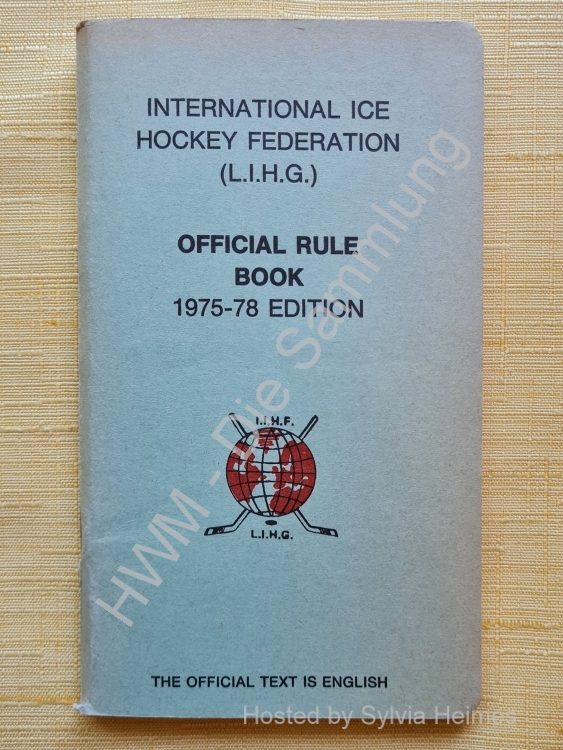 INTERNATIONAL ICE
HOCKEY FEDERATION
(L.I.H.G.)
OFFICIAL RULE
BOOK
1975-78 EDITION
I.I.H.F.
L.I.H.G.
THE OFFICIAL TEXT IS ENGLISH
HWM - Die Sammlung
Hosted by Sylvia Heimes